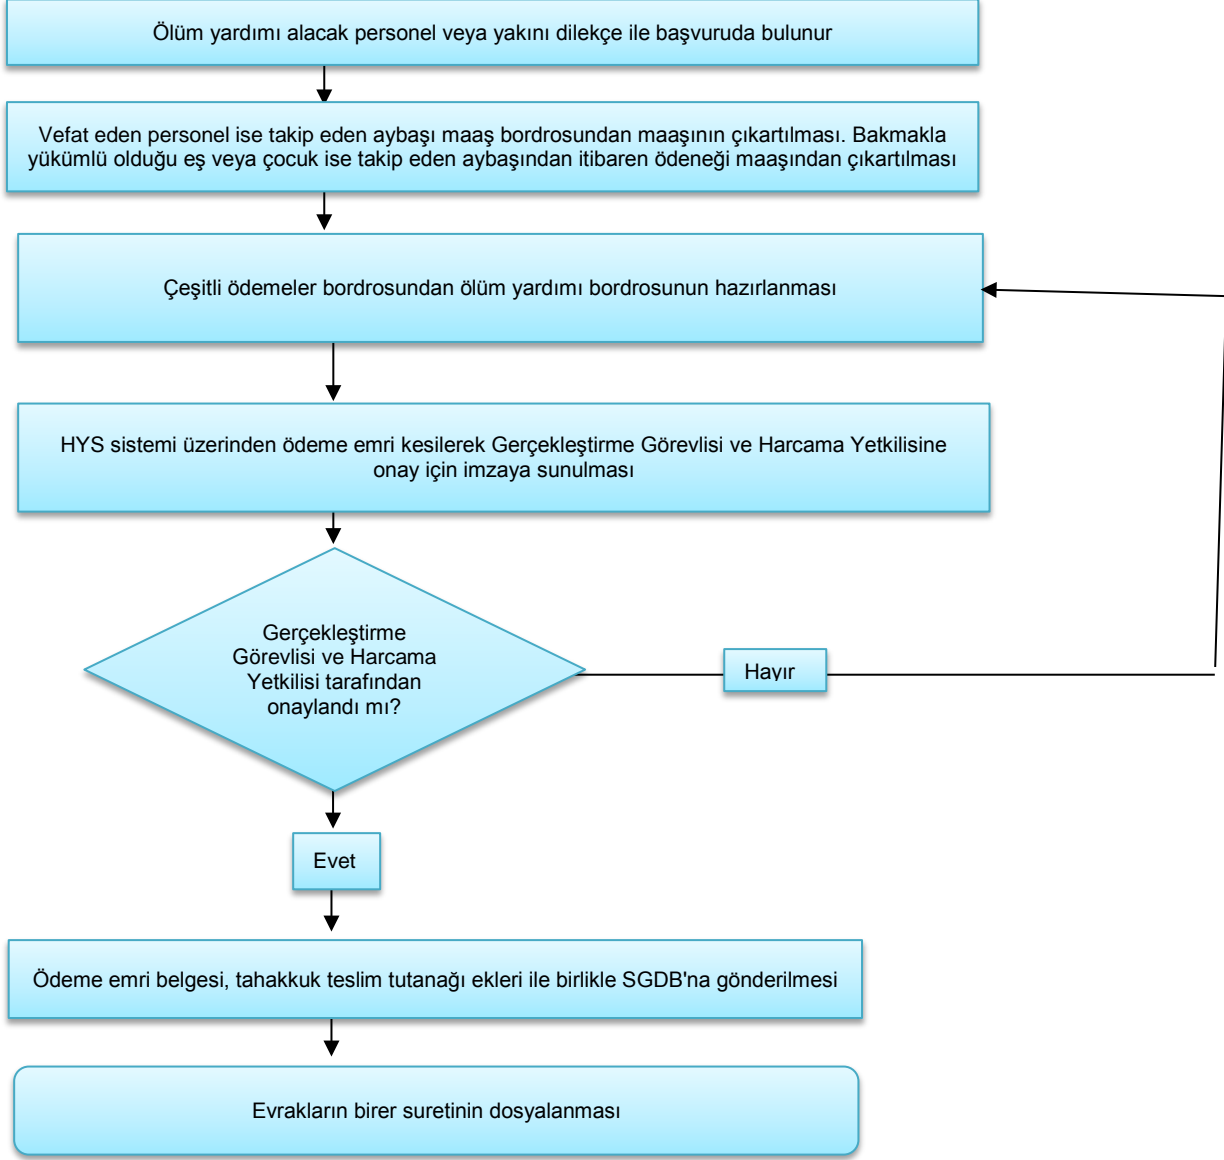 Ölüm yardımı alacak personel veya yakını dilekçe ile başvuruda bulunur
Vefat eden personel ise takip eden aybaşı maaş bordrosundan maaşının çıkartılması. Bakmakla
yükümlü olduğu eş veya çocuk ise takip eden aybaşından itibaren ödeneği maaşından çıkartılması
Çeşitli ödemeler bordrosundan ölüm yardımı bordrosunun hazırlanması
HYS sistemi üzerinden ödeme emri kesilerek Gerçekleştirme Görevlisi ve Harcama Yetkilisine
onay için imzaya sunulması
Gerçekleştirme
Görevlisi ve Harcama
Yetkilisi tarafından
onaylandı mı?
Hayır
Evet
Ödeme emri belgesi, tahakkuk teslim tutanağı ekleri ile birlikte SGDB'na gönderilmesi
Evrakların birer suretinin dosyalanması